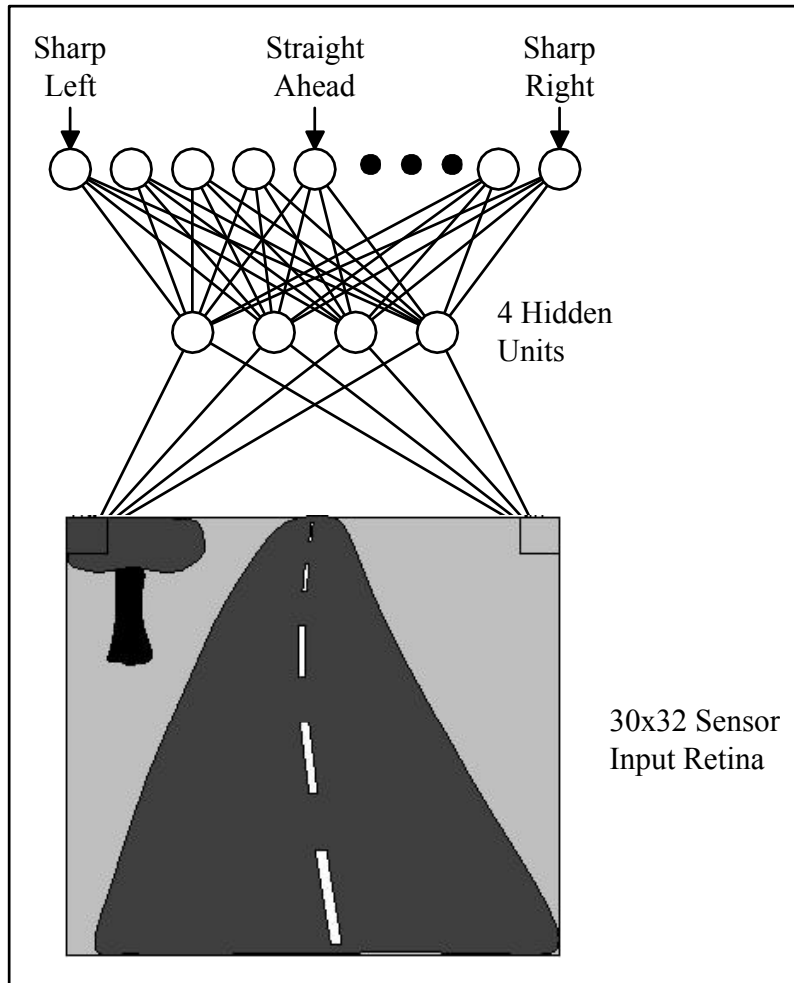 Sharp
Left
Straight
Ahead
Sharp
Right
4 Hidden
Units
30x32 Sensor
Input Retina